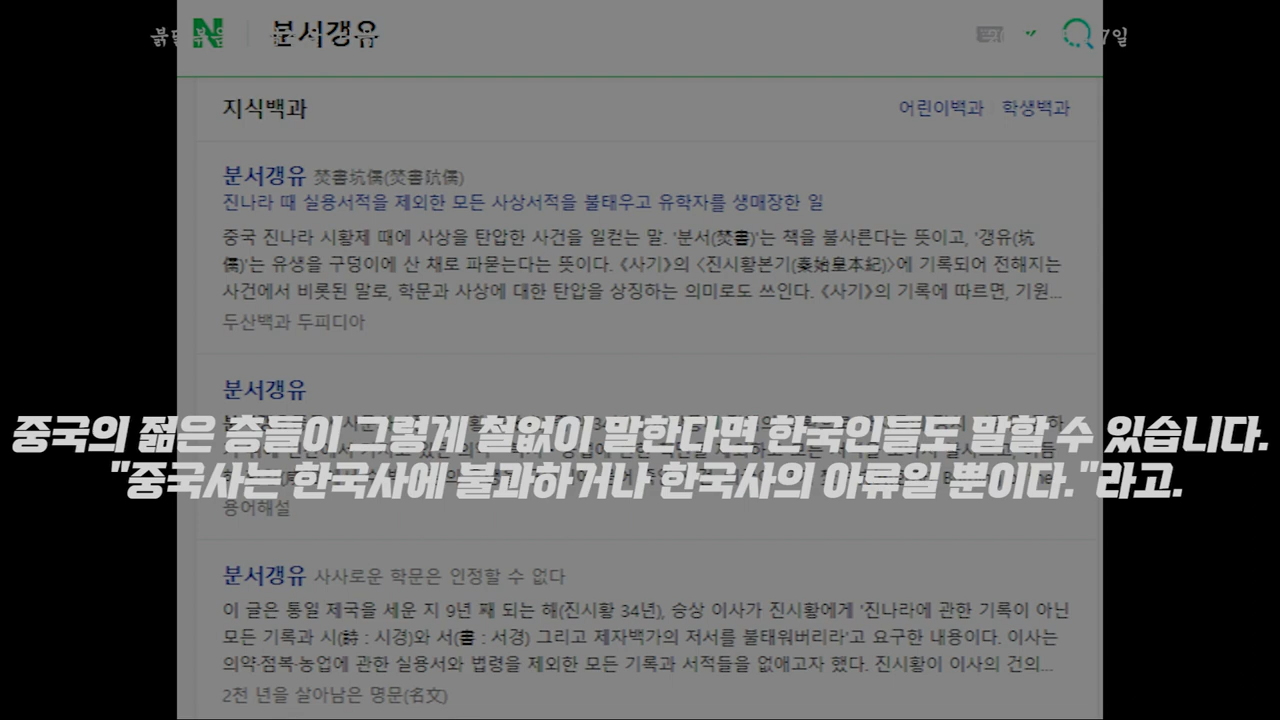 분서갱유
7일
지식백과
어린이백과 학생백과
분서갱유 焚書坑儒(焚書阬儒)
진나라 때 실용서적을 제외한 모든 사상서적을 불태우고 유학자를 생매장한 일
중국 진나라 시황제 때에 사상을 탄압한 사건을 일컫는 말. '분서(焚書)'는 책을 불사른다는 뜻이고, '갱유(坑
儒)'는 유생을 구덩이에 산 채로 파묻는다는 뜻이다. 《사기》의 〈진시황본기(秦始皇本紀)〉에 기록되어 전해지는
사건에서 비롯된 말로, 학문과 사상에 대한 탄압을 상징하는 의미로도 쓰인다. 《사기》의 기록에 따르면, 기원...
두산백과 두피디아
분서갱유
중국의 젊은 층들이 그렇게 철없이 말한다면 한국인들도 말할 수 있습니다.
"중국사는 한국사에 불과하거나 한국사의 아류일 뿐이다."라고.
용어해설
분서갱유 사사로운 학문은 인정할 수 없다
이 글은 통일 제국을 세운 지 9년 째 되는 해(진시황 34년), 승상 이사가 진시황에게 '진나라에 관한 기록이 아닌
모든 기록과 시(詩 : 시경)와 서(書 : 서경) 그리고 제자백가의 저서를 불태워버리라'고 요구한 내용이다. 이사는
의약·점복·농업에 관한 실용서와 법령을 제외한 모든 기록과 서적들을 없애고자 했다. 진시황이 이사의 건의...
2천 년을 살아남은 명문(名文)